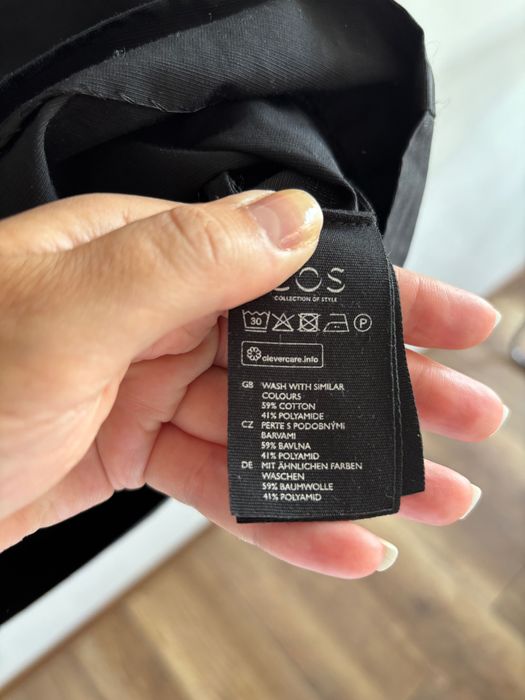 COS
COLLECTION OF STYLE
30 P
clevercare.info
GB WASH WITH SIMILAR
COLOURS
59% COTTON
41% POLYAMIDE
CZ PERTE S PODOBNÝMI
BARVAMI
59% BAVLNA
41% POLYAMID
DE MIT ÄHNLICHEN FARBEN
WASCHEN
59% BAUMWOLLE
41% POLYAMID